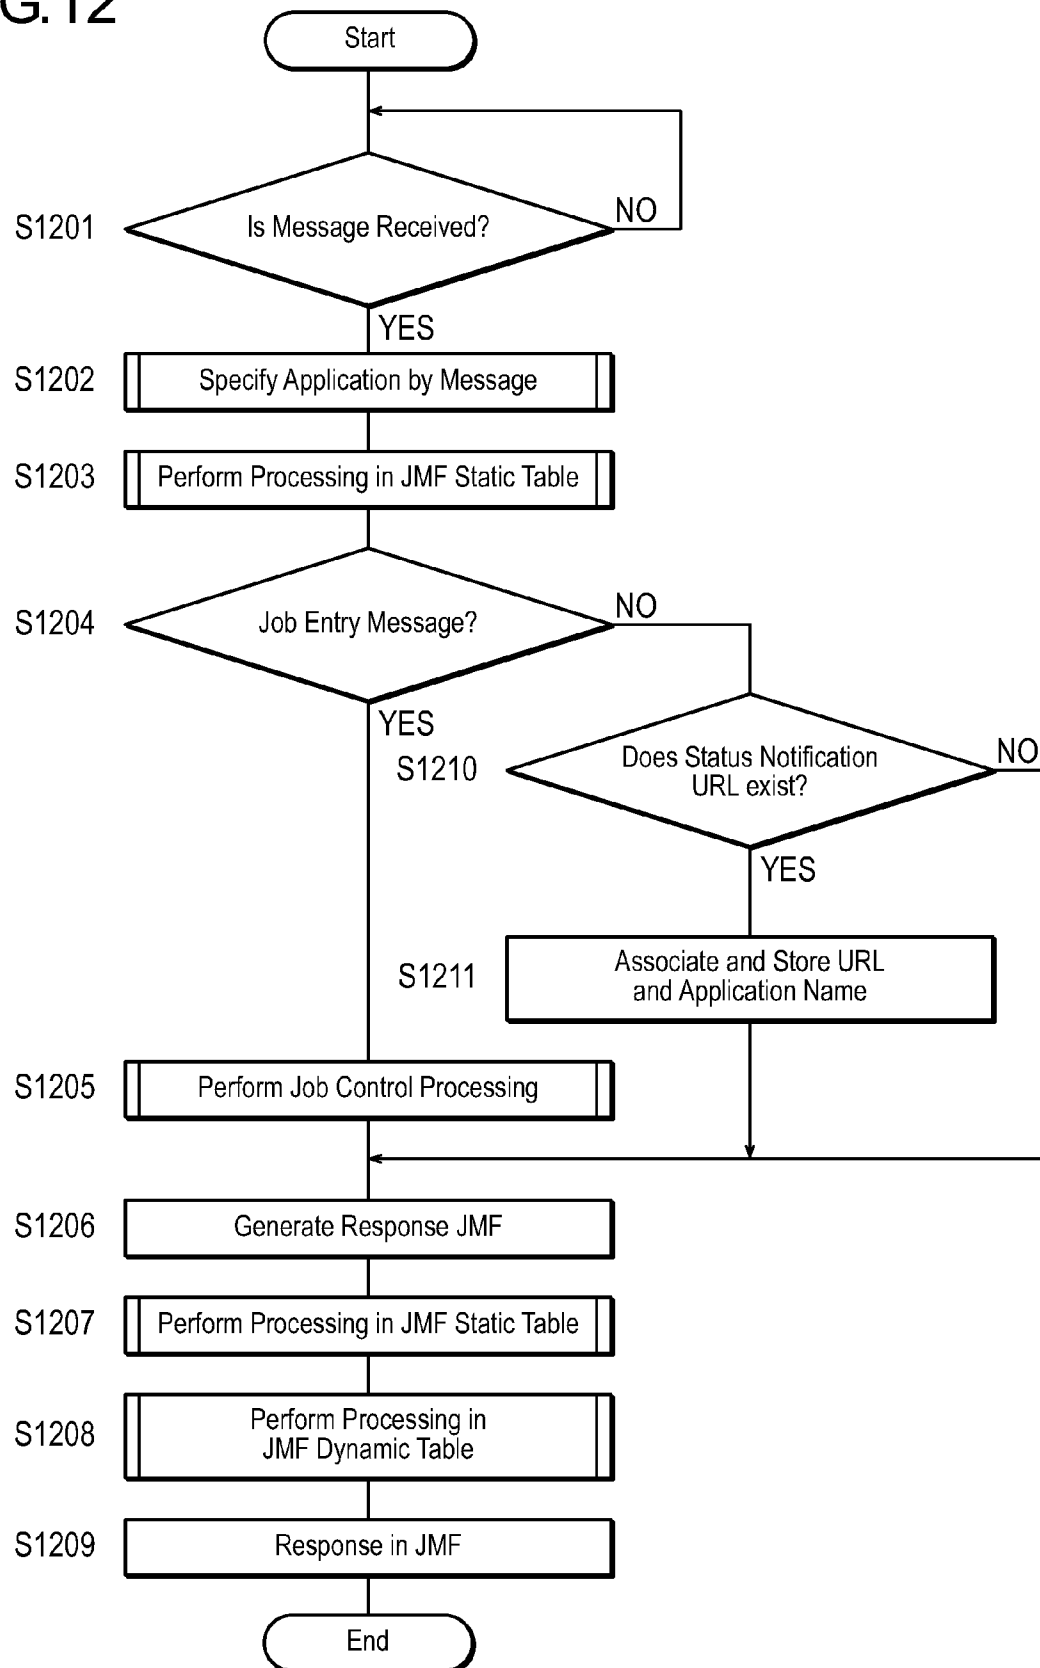 G.12
Start
S1201
Is Message Received?
NO
YES
S1202
Specify Application by Message
S1203
Perform Processing in JMF Static Table
S1204
Job Entry Message?
NO
YES
S1210
Does Status Notification
URL exist?
NO
YES
S1211
Associate and Store URL
and Application Name
S1205
Perform Job Control Processing
S1206
Generate Response JMF
S1207
Perform Processing in JMF Static Table
S1208
Perform Processing in
JMF Dynamic Table
S1209
Response in JMF
End